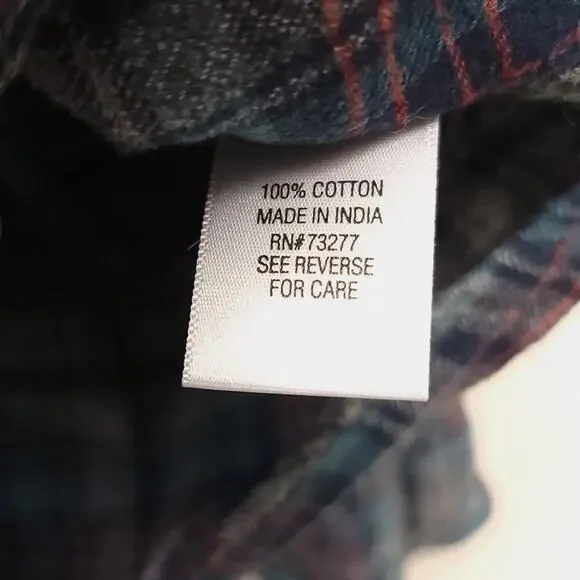 100% COTTON
MADE IN INDIA
RN#73277
SEE REVERSE
FOR CARE